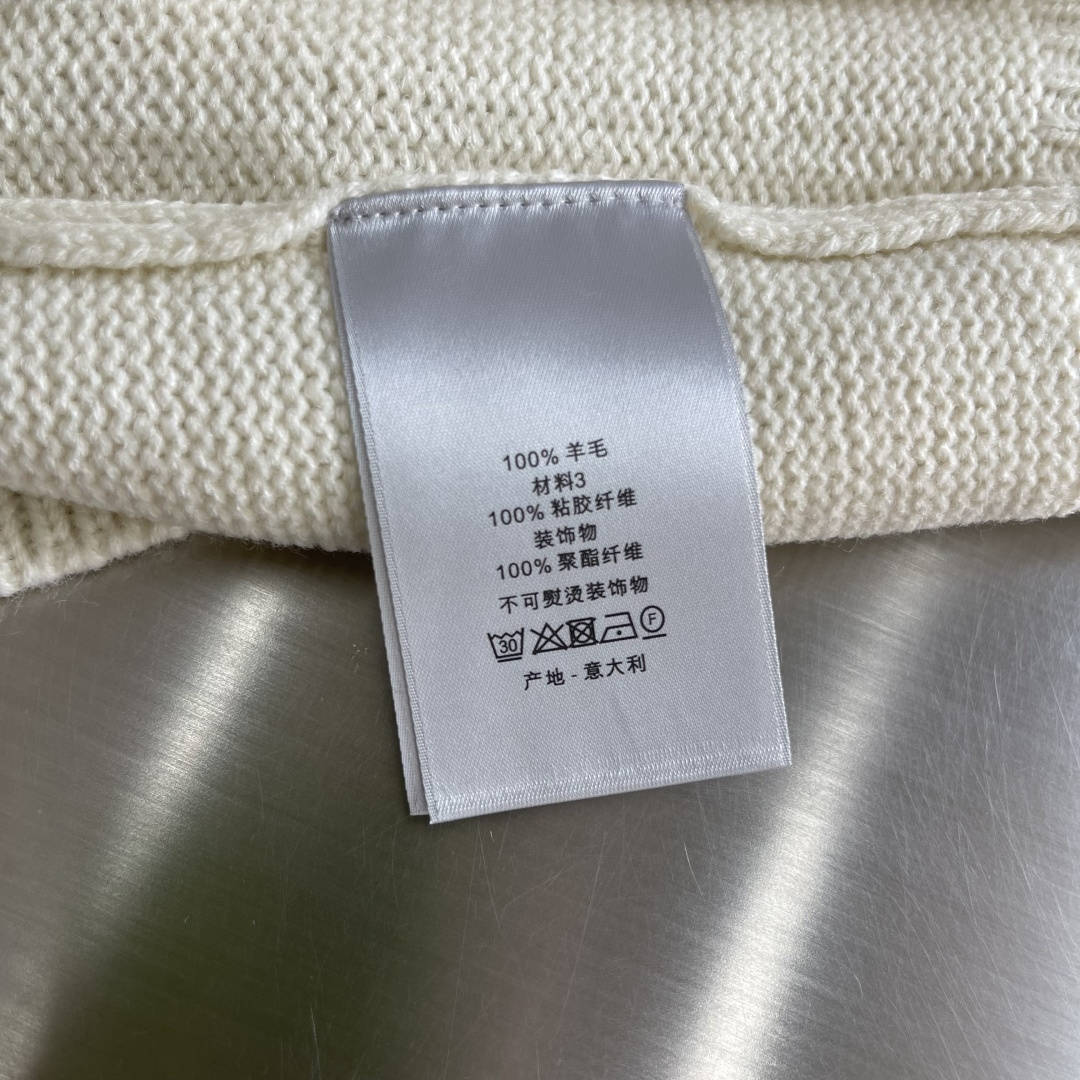 100% 羊毛
材料3
100% 粘胶纤维
装饰物
100% 聚酯纤维
不可熨烫装饰物
30 F
产地 - 意大利